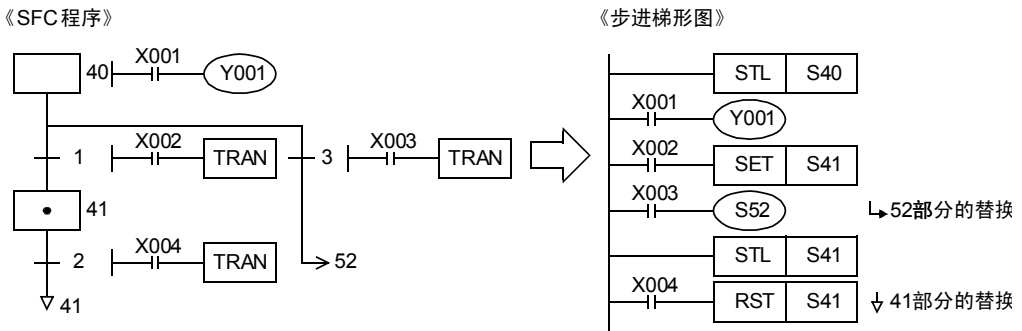 《SFC程序》
《步进梯形图》
40
X001
Y001
1
X002
TRAN
3
X003
TRAN
41
2
X004
TRAN
52
41
STL S40
X001
Y001
X002
SET S41
X003
S52
52部分的替换
STL S41
X004
RST S41
41部分的替换